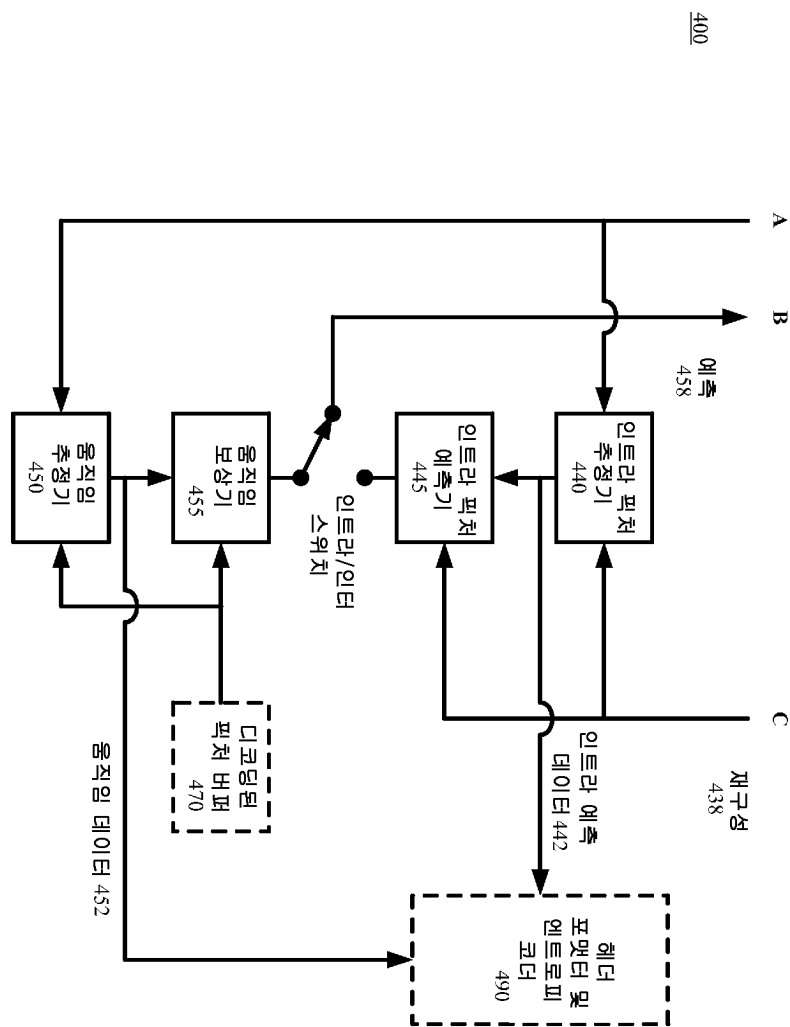 400
A
B
예측
458
C
재구성
438
인트라 픽처
추정기
440
인트라 픽처
예측기
445
인트라 예측
데이터 442
인트라/인터
스위치
움직임
보상기
455
움직임
추정기
450
디코딩된
픽처 버퍼
470
움직임 데이터 452
헤더
포맷터 및
엔트로피
코더
490